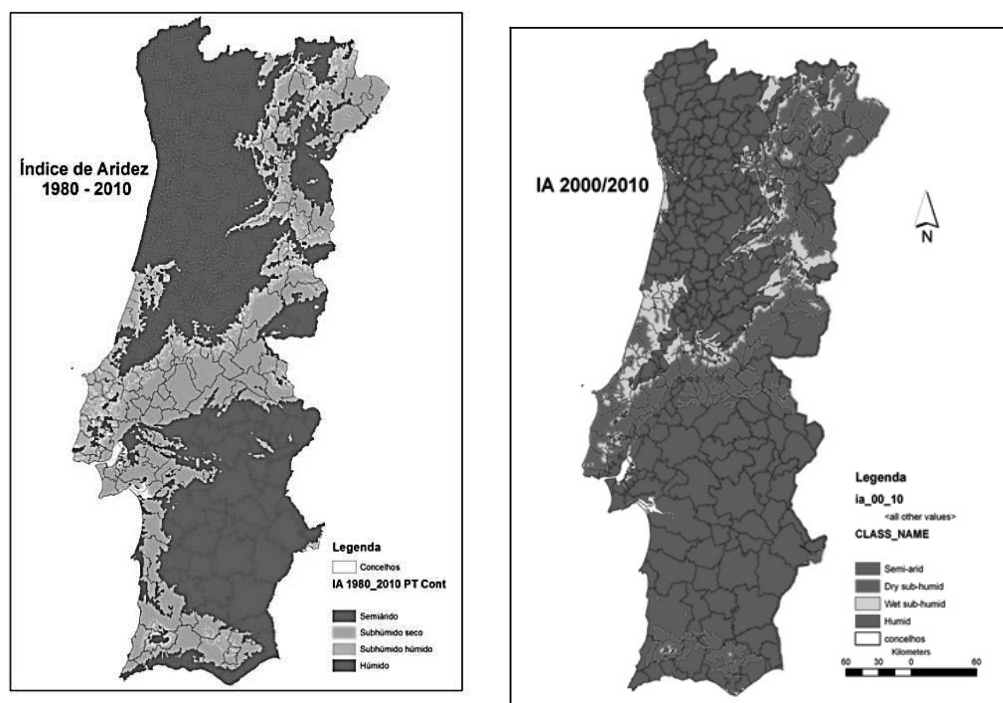 Índice de Aridez
1980 - 2010
Legenda
Concelhos
IA 1980_2010 PT Cont
Semiárido
Subhúmido seco
Subhúmido húmido
Húmido
IA 2000/2010
N
Legenda
ia_00_10
<all other values>
CLASS_NAME
Semi-arid
Dry sub-humid
Wet sub-humid
Humid
concelhos
Kilometers
60 30 0 60